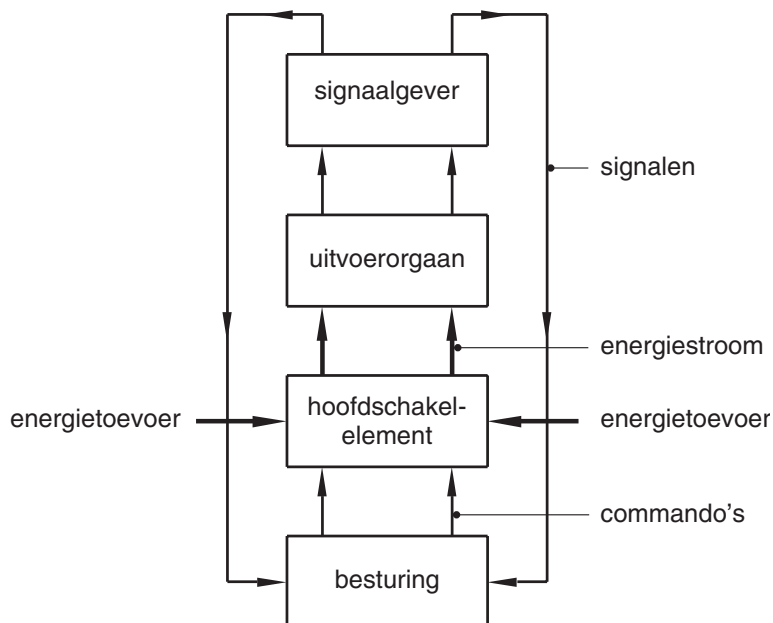 signaalgever
signalen
uitvoerorgaan
energiestroom
energietoevoer
hoofdschakel-
element
energietoevoer
commando's
besturing